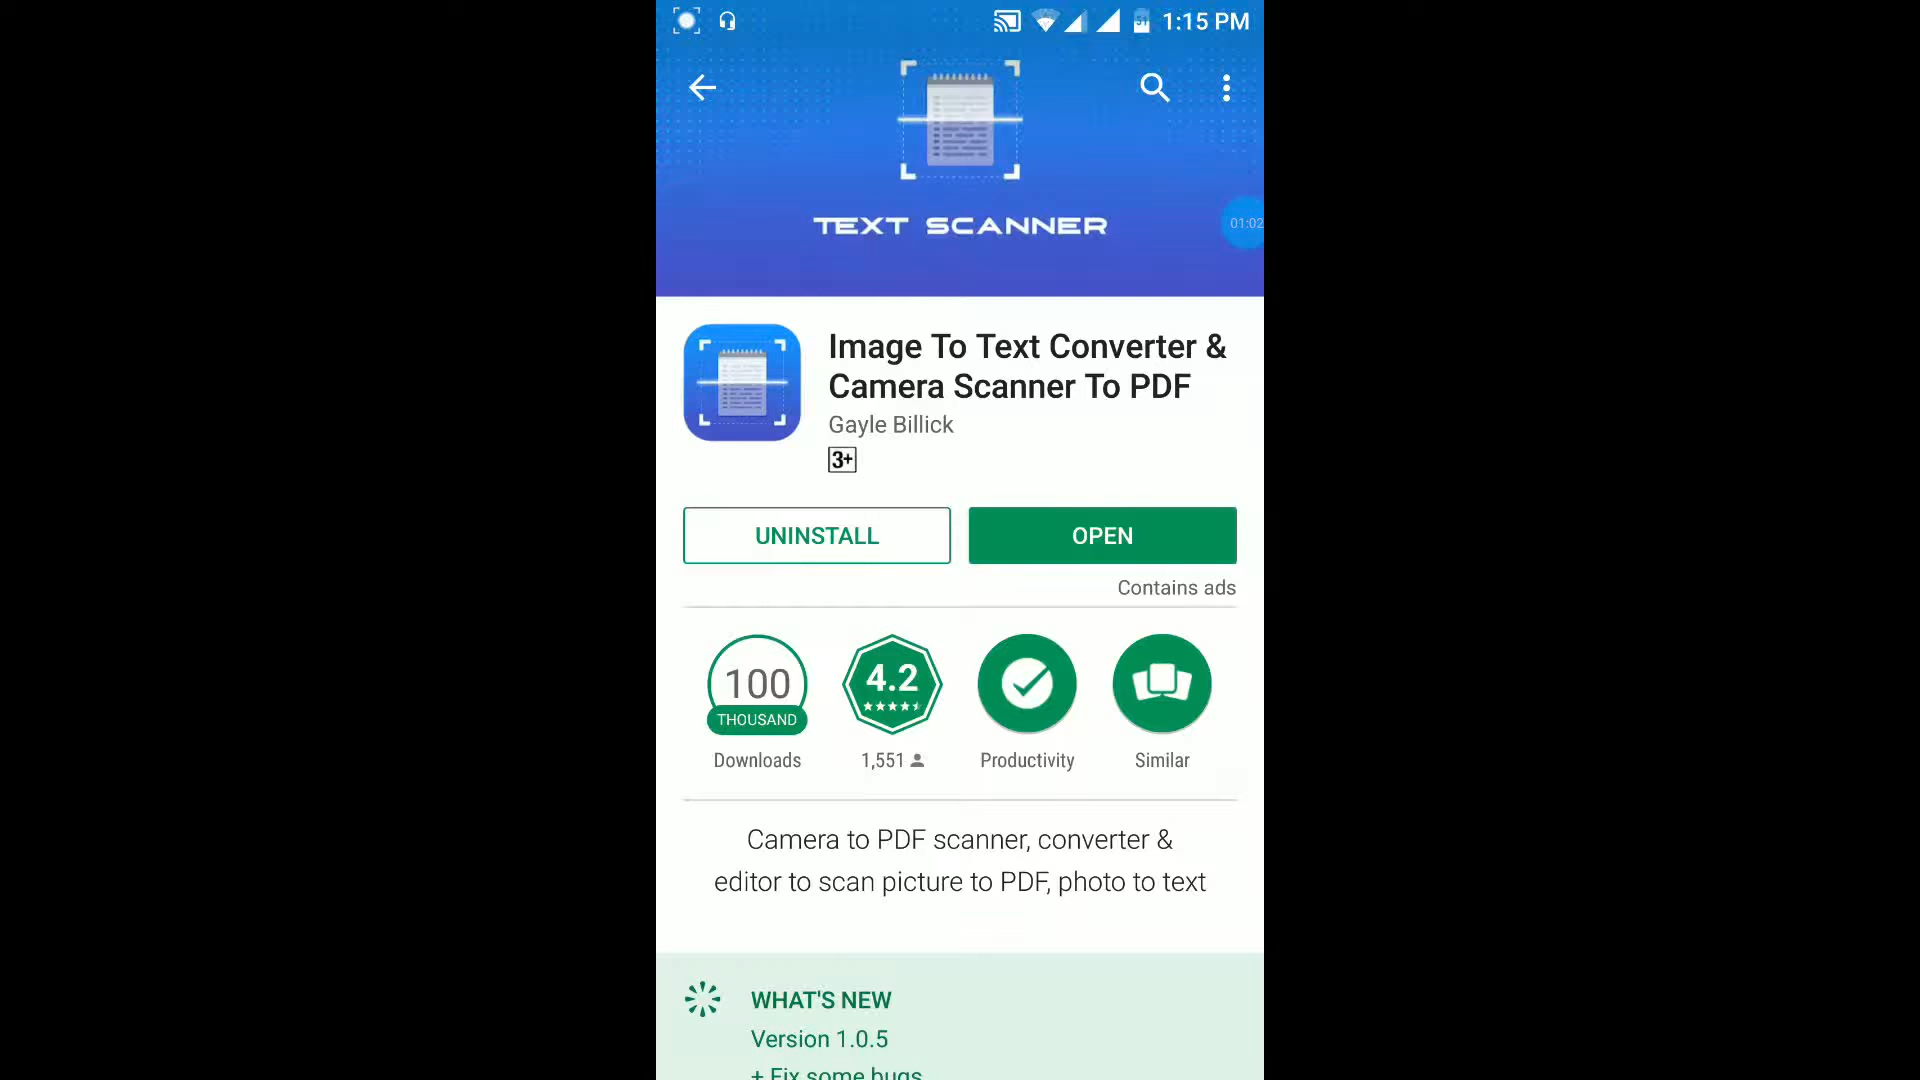 51
1:15 PM
TEXT SCANNER
01:02
Image To Text Converter &
Camera Scanner To PDF
Gayle Billick
3+
UNINSTALL
OPEN
Contains ads
100
THOUSAND
4.2
Downloads
1,551
Productivity
Similar
Camera to PDF scanner, converter &
editor to scan picture to PDF, photo to text
WHAT'S NEW
Version 1.0.5
+ Fix some bugs